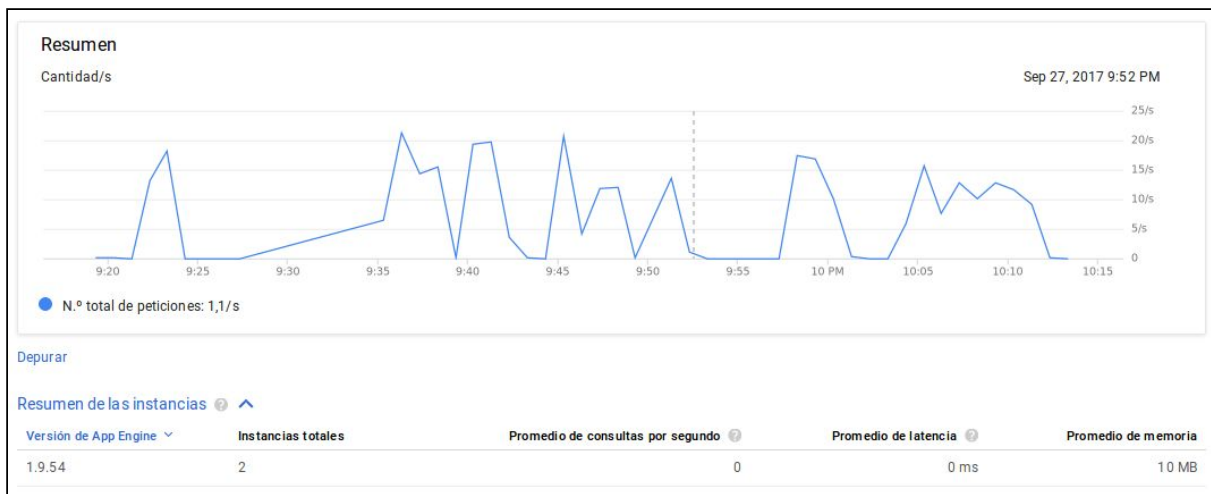 Resumen
Cantidad/s
Sep 27, 2017 9:52 PM
25/s
20/s
15/s
10/s
5/s
0
9:20 9:25 9:30 9:35 9:40 9:45 9:50 9:55 10 PM 10:05 10:10 10:15
N.º total de peticiones: 1,1/s
Depurar
Resumen de las instancias ?
Versión de App Engine Instancias totales Promedio de consultas por segundo ? Promedio de latencia ? Promedio de memoria
1.9.54 2 0 0 ms 10 MB